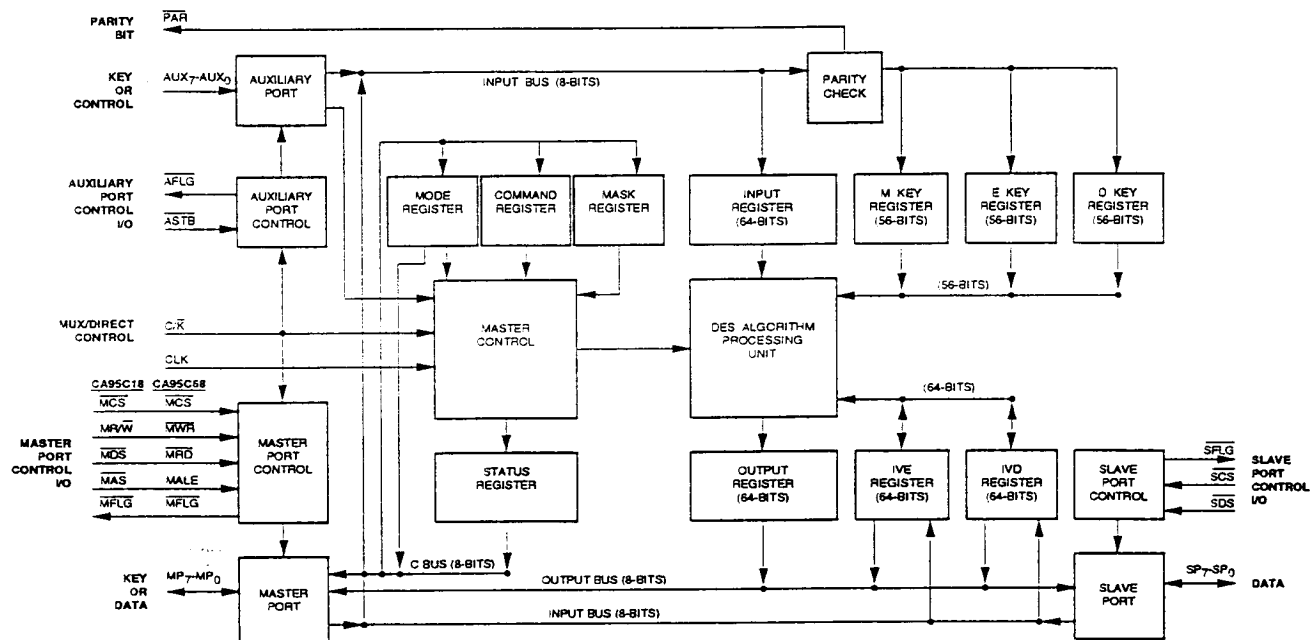 PARITY
BIT
PAR
KEY
OR
CONTROL
AUX7-AUX0
AUXILIARY
PORT
INPUT BUS (8-BITS)
PARITY
CHECK
AUXILIARY
PORT
CONTROL
I/O
AFLG
ASTB
AUXILIARY
PORT
CONTROL
MODE
REGISTER
COMMAND
REGISTER
MASK
REGISTER
INPUT
REGISTER
(64-BITS)
M KEY
REGISTER
(56-BITS)
E KEY
REGISTER
(56-BITS)
D KEY
REGISTER
(56-BITS)
(56-BITS)
MUX/DIRECT
CONTROL
C/K
CLK
MASTER
CONTROL
DES ALGORITHM
PROCESSING
UNIT
(64-BITS)
CA95C18 CA95C68
MCS MCS
MR/W MWR
MDS MRD
MAS MALE
MFLG MFLG
MASTER
PORT
CONTROL
I/O
MASTER
PORT
CONTROL
STATUS
REGISTER
OUTPUT
REGISTER
(64-BITS)
IVE
REGISTER
(64-BITS)
IVD
REGISTER
(64-BITS)
SLAVE
PORT
CONTROL
SFLG
SCS
SDS
SLAVE
PORT
CONTROL
I/O
KEY
OR
DATA
MP7-MP0
MASTER
PORT
C BUS (8-BITS)
OUTPUT BUS (8-BITS)
INPUT BUS (8-BITS)
SLAVE
PORT
SP7-SP0
DATA